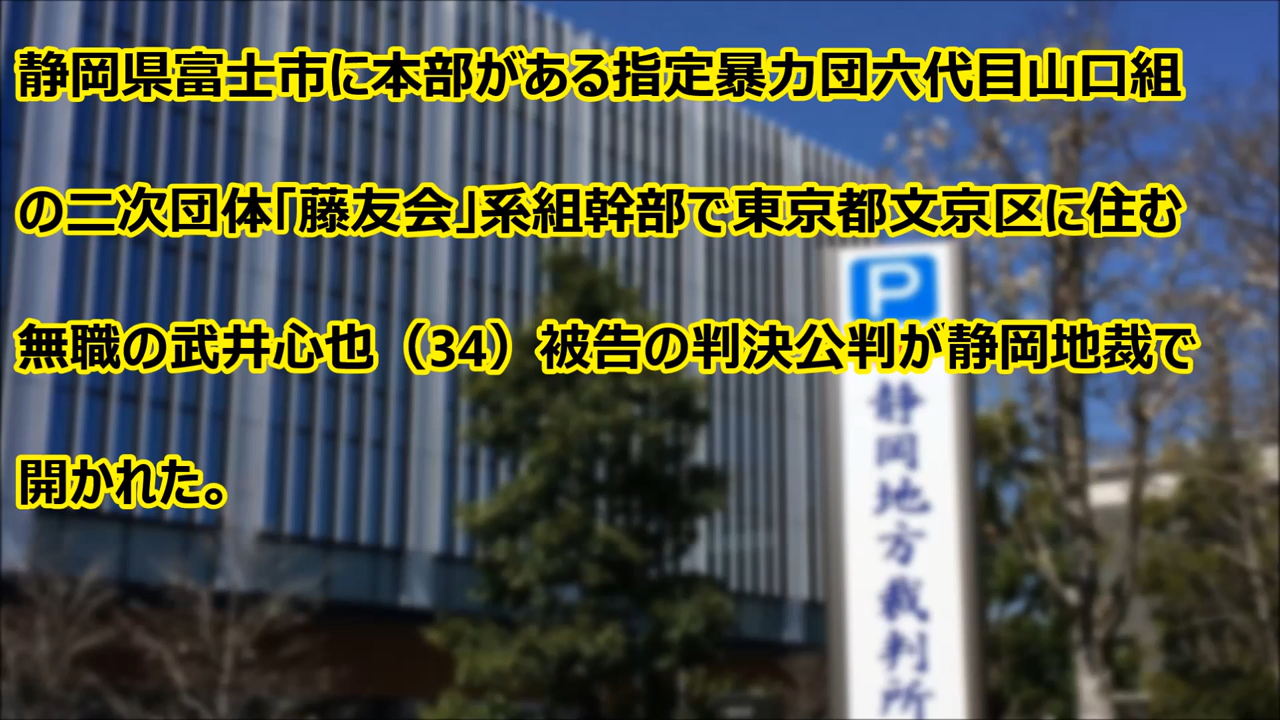 静岡県富士市に本部がある指定暴力団六代目山口組
の二次団体「藤友会」系組幹部で東京都文京区に住む
無職の武井心也（34）被告の判決公判が静岡地裁で
開かれた。
P
静岡地方裁判所